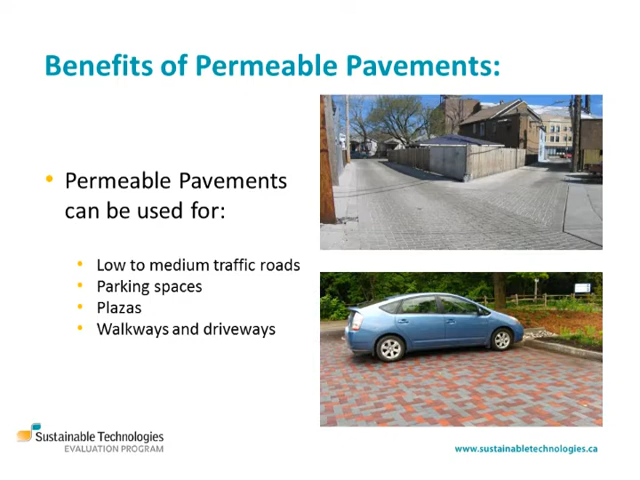 Benefits of Permeable Pavements:
• Permeable Pavements
can be used for:
• Low to medium traffic roads
• Parking spaces
• Plazas
• Walkways and driveways
Sustainable Technologies
EVALUATION PROGRAM
www.sustainabletechnologies.ca